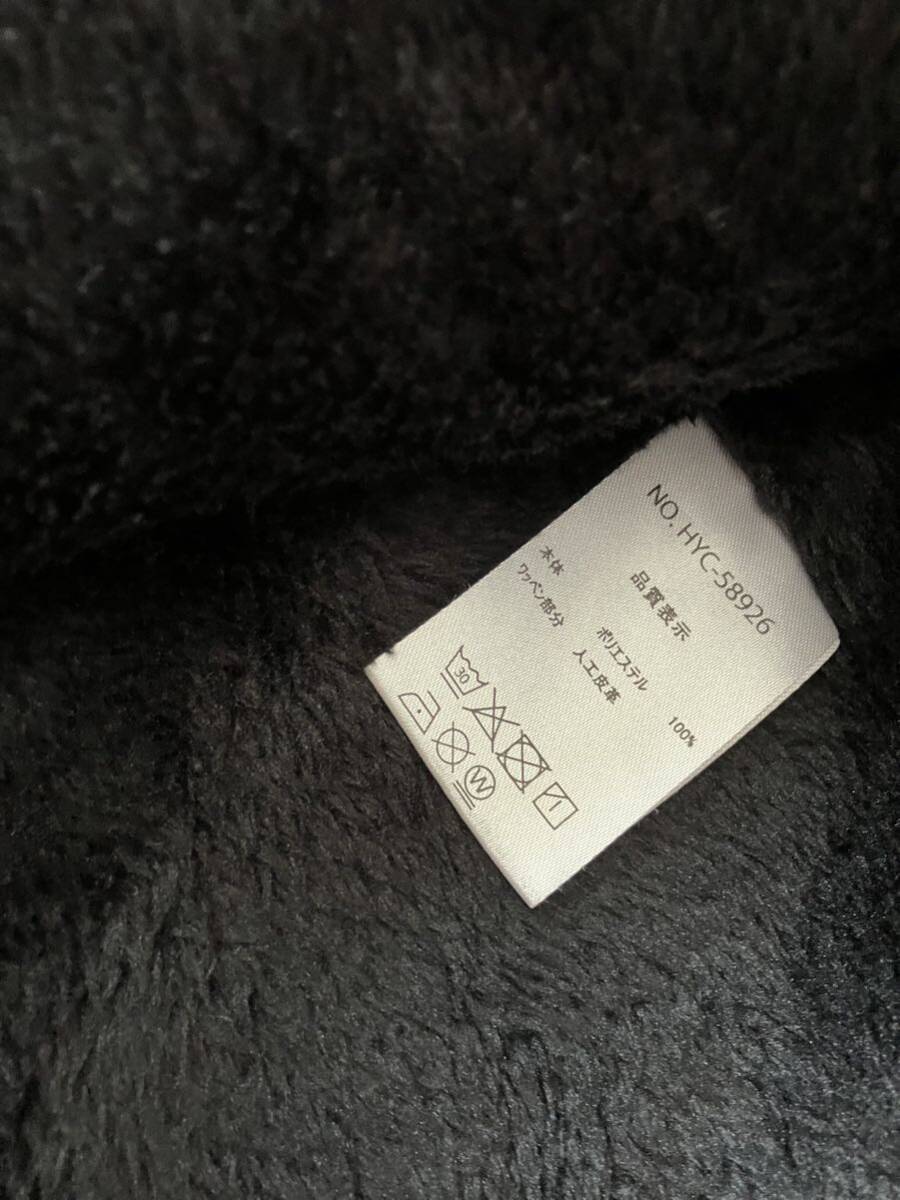 NO. HYC-58926
品質表示
本体 ポリエステル 100%
ワッペン部分 人工皮革
30
W